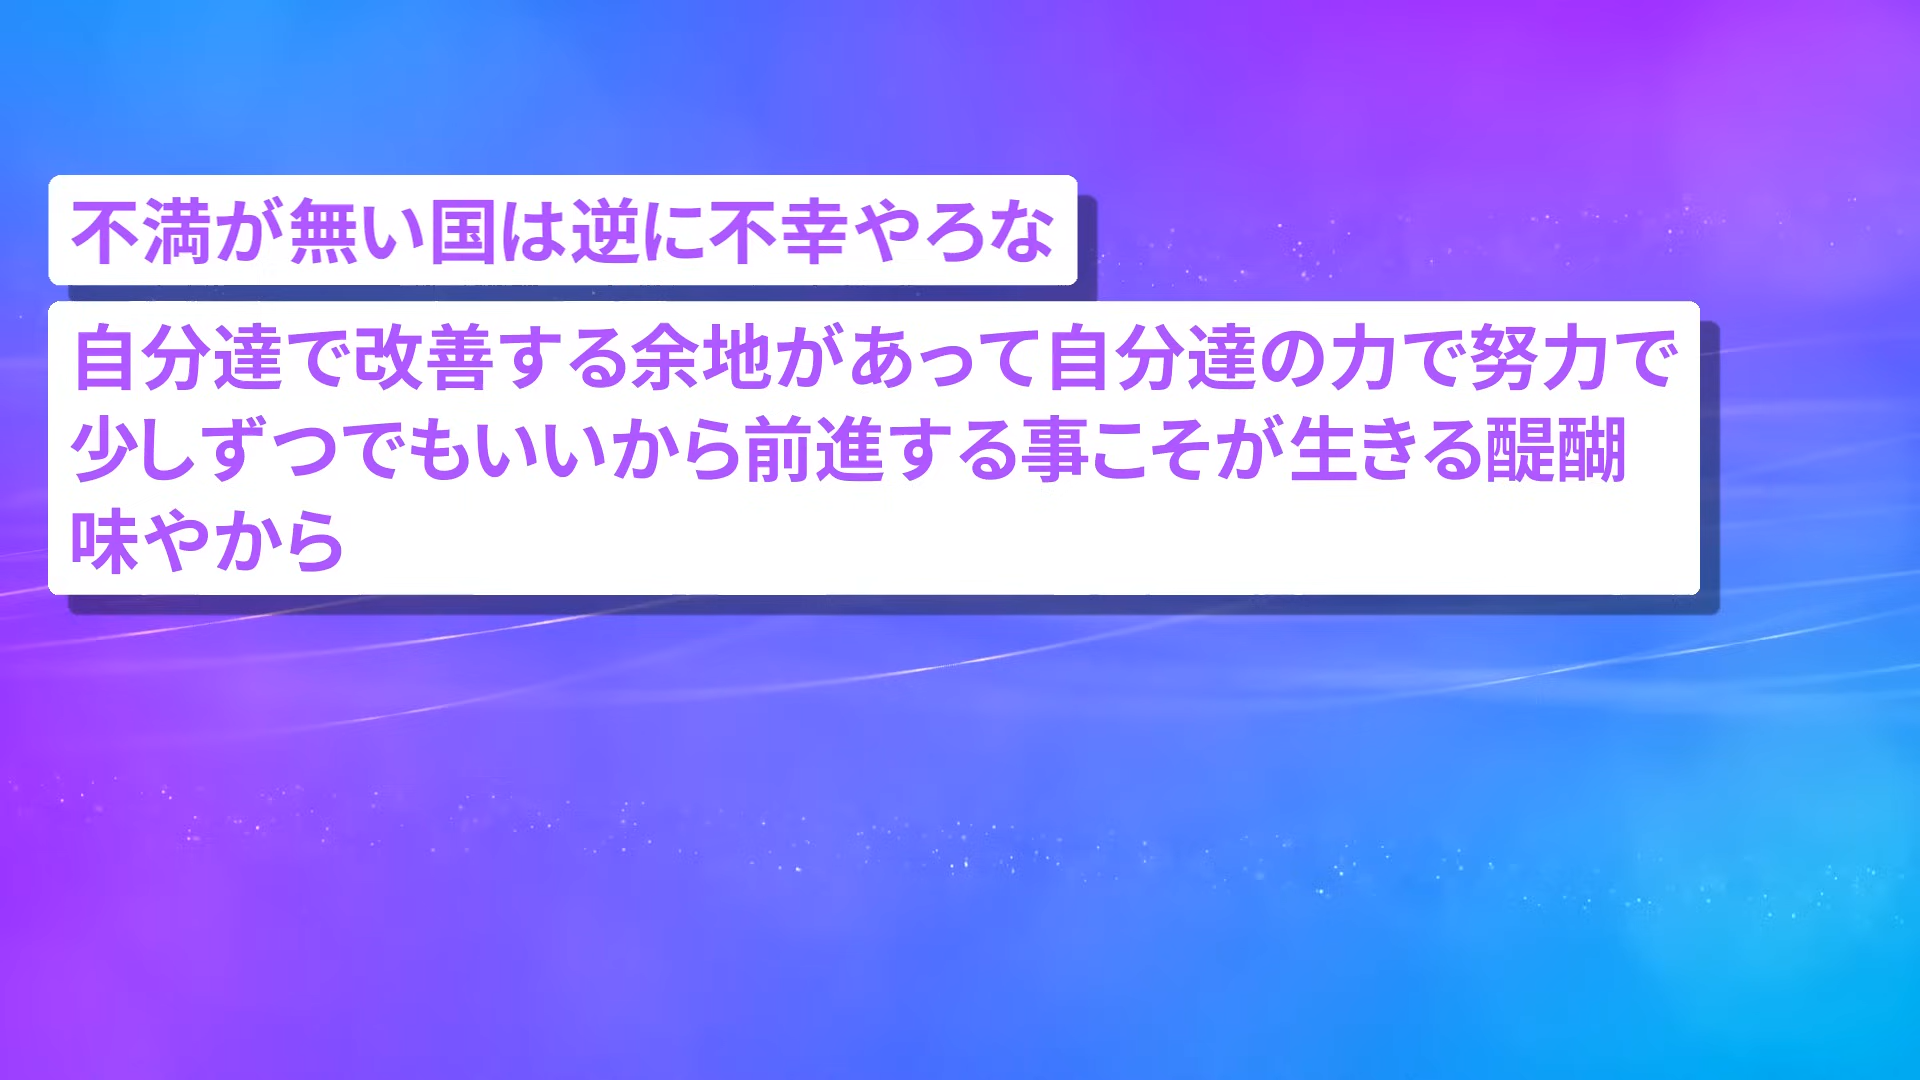 不満が無い国は逆に不幸やろな
自分達で改善する余地があって自分達の力で努力で
少しずつでもいいから前進する事こそが生きる醍醐
味やから